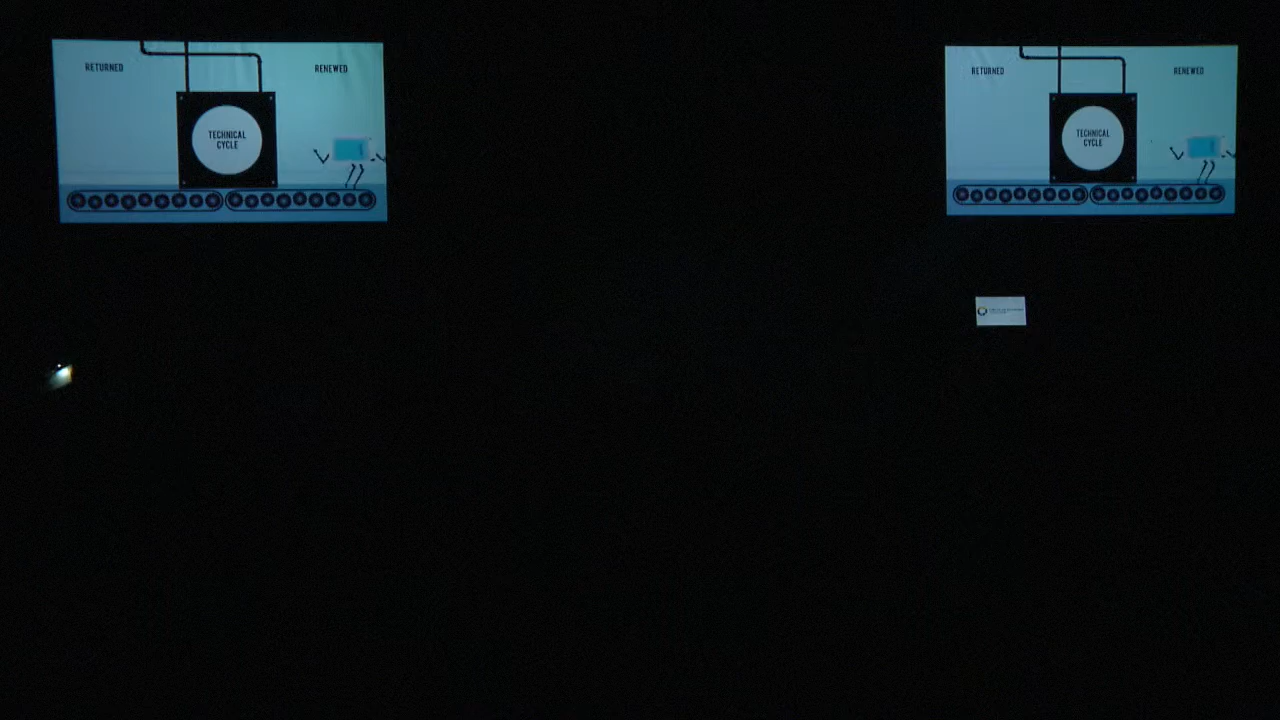 RETURNED
RENEWED
TECHNICAL
CYCLE
RETURNED
RENEWED
TECHNICAL
CYCLE